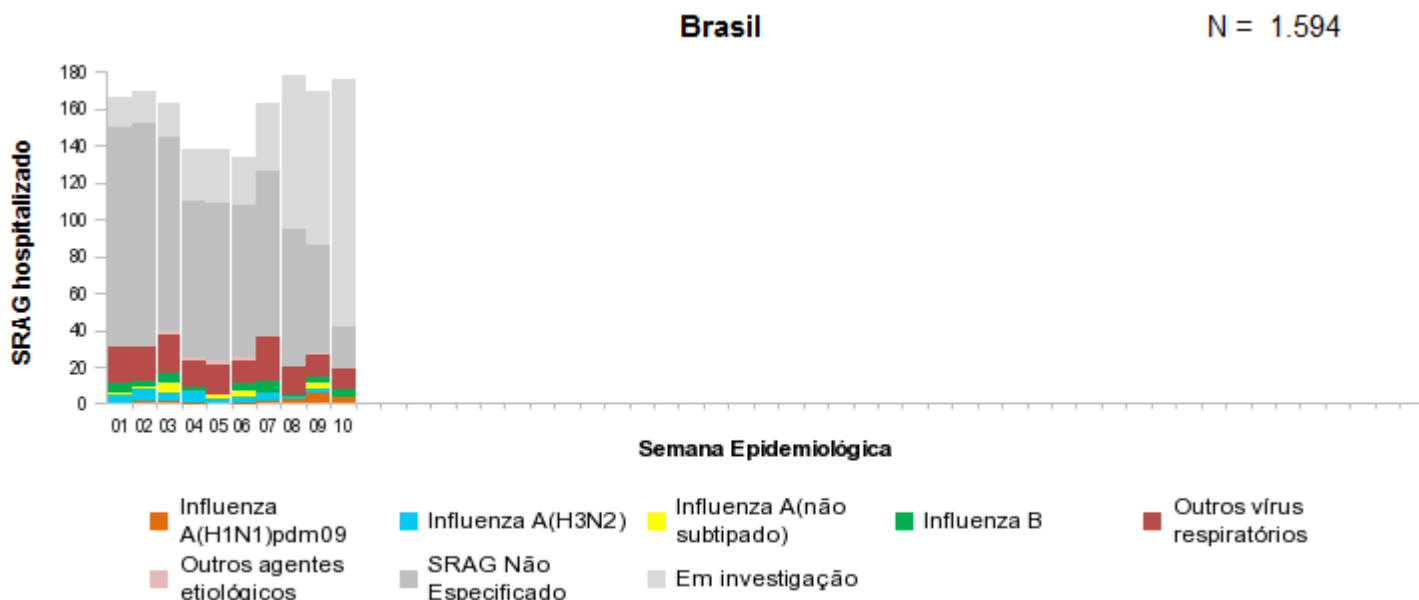 Brasil
N = 1.594
SRAG hospitalizado
180
160
140
120
100
80
60
40
20
0
01 02 03 04 05 06 07 08 09 10
Semana Epidemiológica
Influenza
A(H1N1)pdm09
Influenza A(H3N2)
Influenza A(não
subtipado)
Influenza B
Outros vírus
respiratórios
Outros agentes
etiológicos
SRAG Não
Especificado
Em investigação